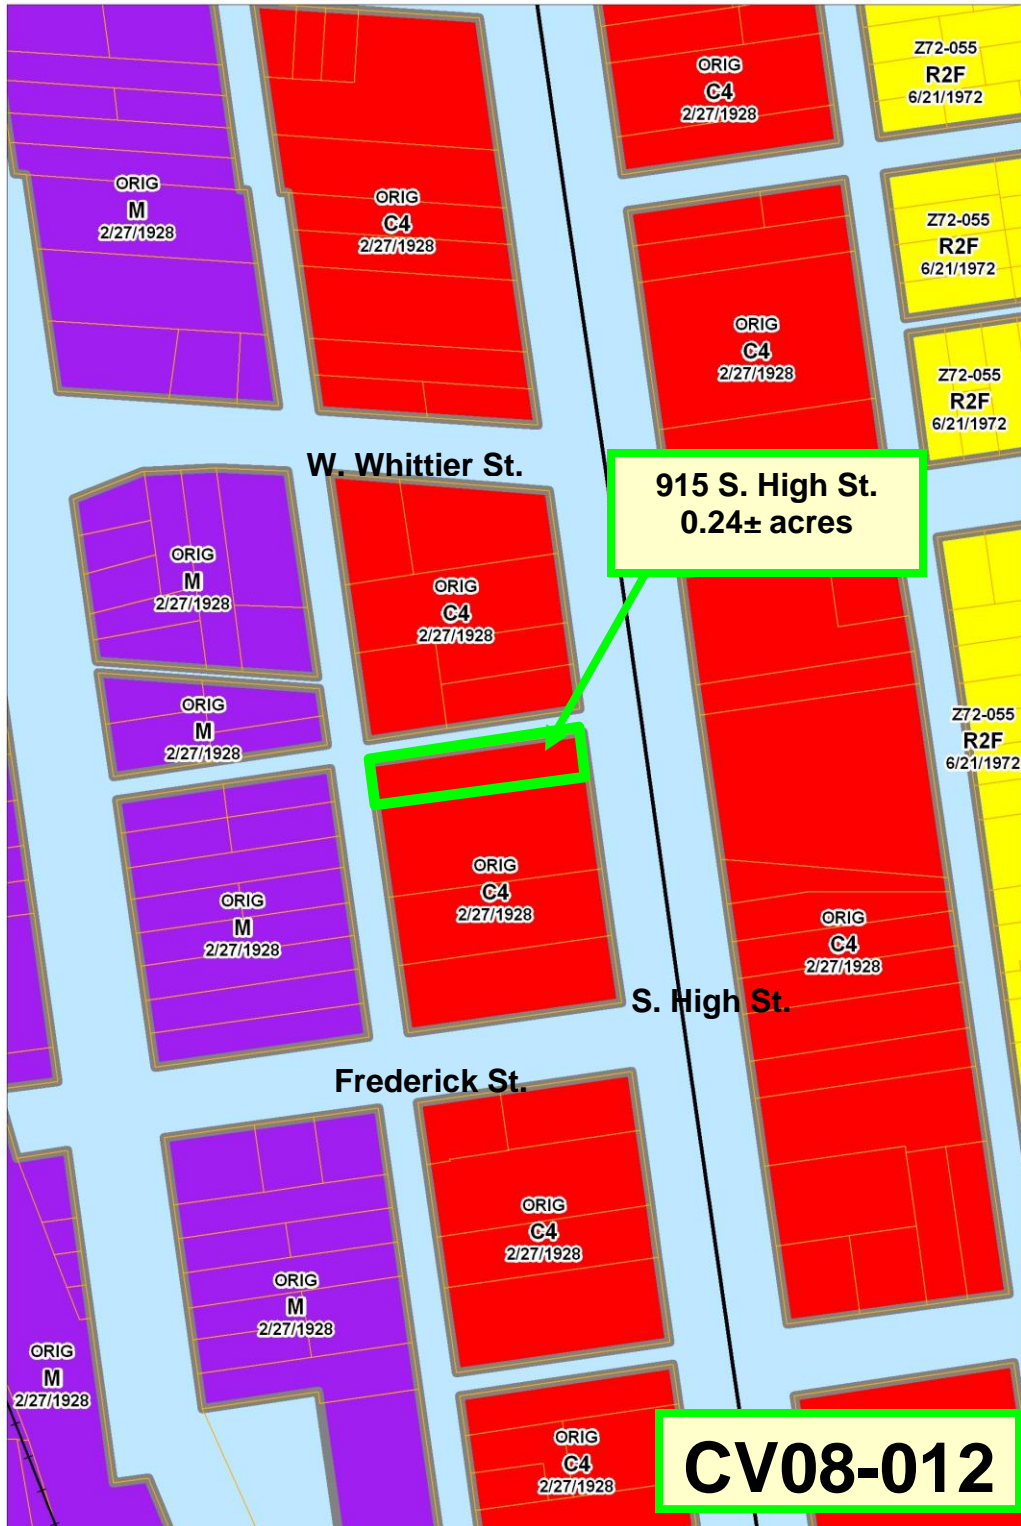 Z72-055
R2F
6/21/1972
ORIG
C4
2/27/1928
ORIG
M
2/27/1928
ORIG
C4
2/27/1928
Z72-055
R2F
6/21/1972
ORIG
C4
2/27/1928
Z72-055
R2F
6/21/1972
W. Whittier St.
915 S. High St.
0.24± acres
ORIG
M
2/27/1928
ORIG
C4
2/27/1928
ORIG
M
2/27/1928
Z72-055
R2F
6/21/1972
ORIG
C4
2/27/1928
ORIG
M
2/27/1928
ORIG
C4
2/27/1928
S. High St.
Frederick St.
ORIG
C4
2/27/1928
ORIG
M
2/27/1928
ORIG
M
2/27/1928
ORIG
C4
2/27/1928
CV08-012